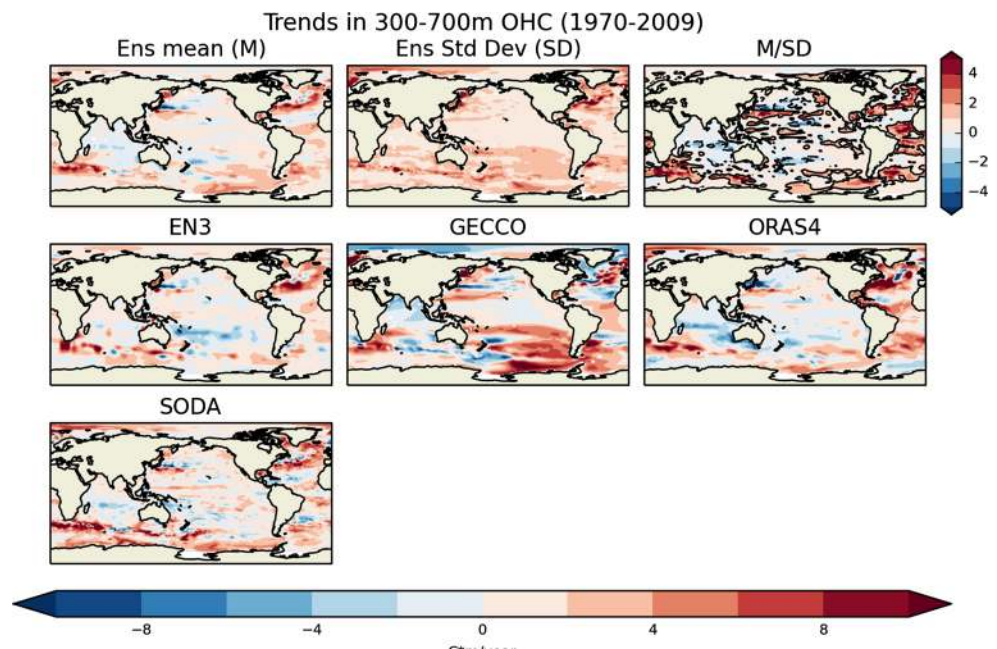 Trends in 300-700m OHC (1970-2009)
Ens mean (M) Ens Std Dev (SD) M/SD
4
2
0
−2
−4
EN3 GECCO ORAS4
SODA
−8 −4 0 4 8